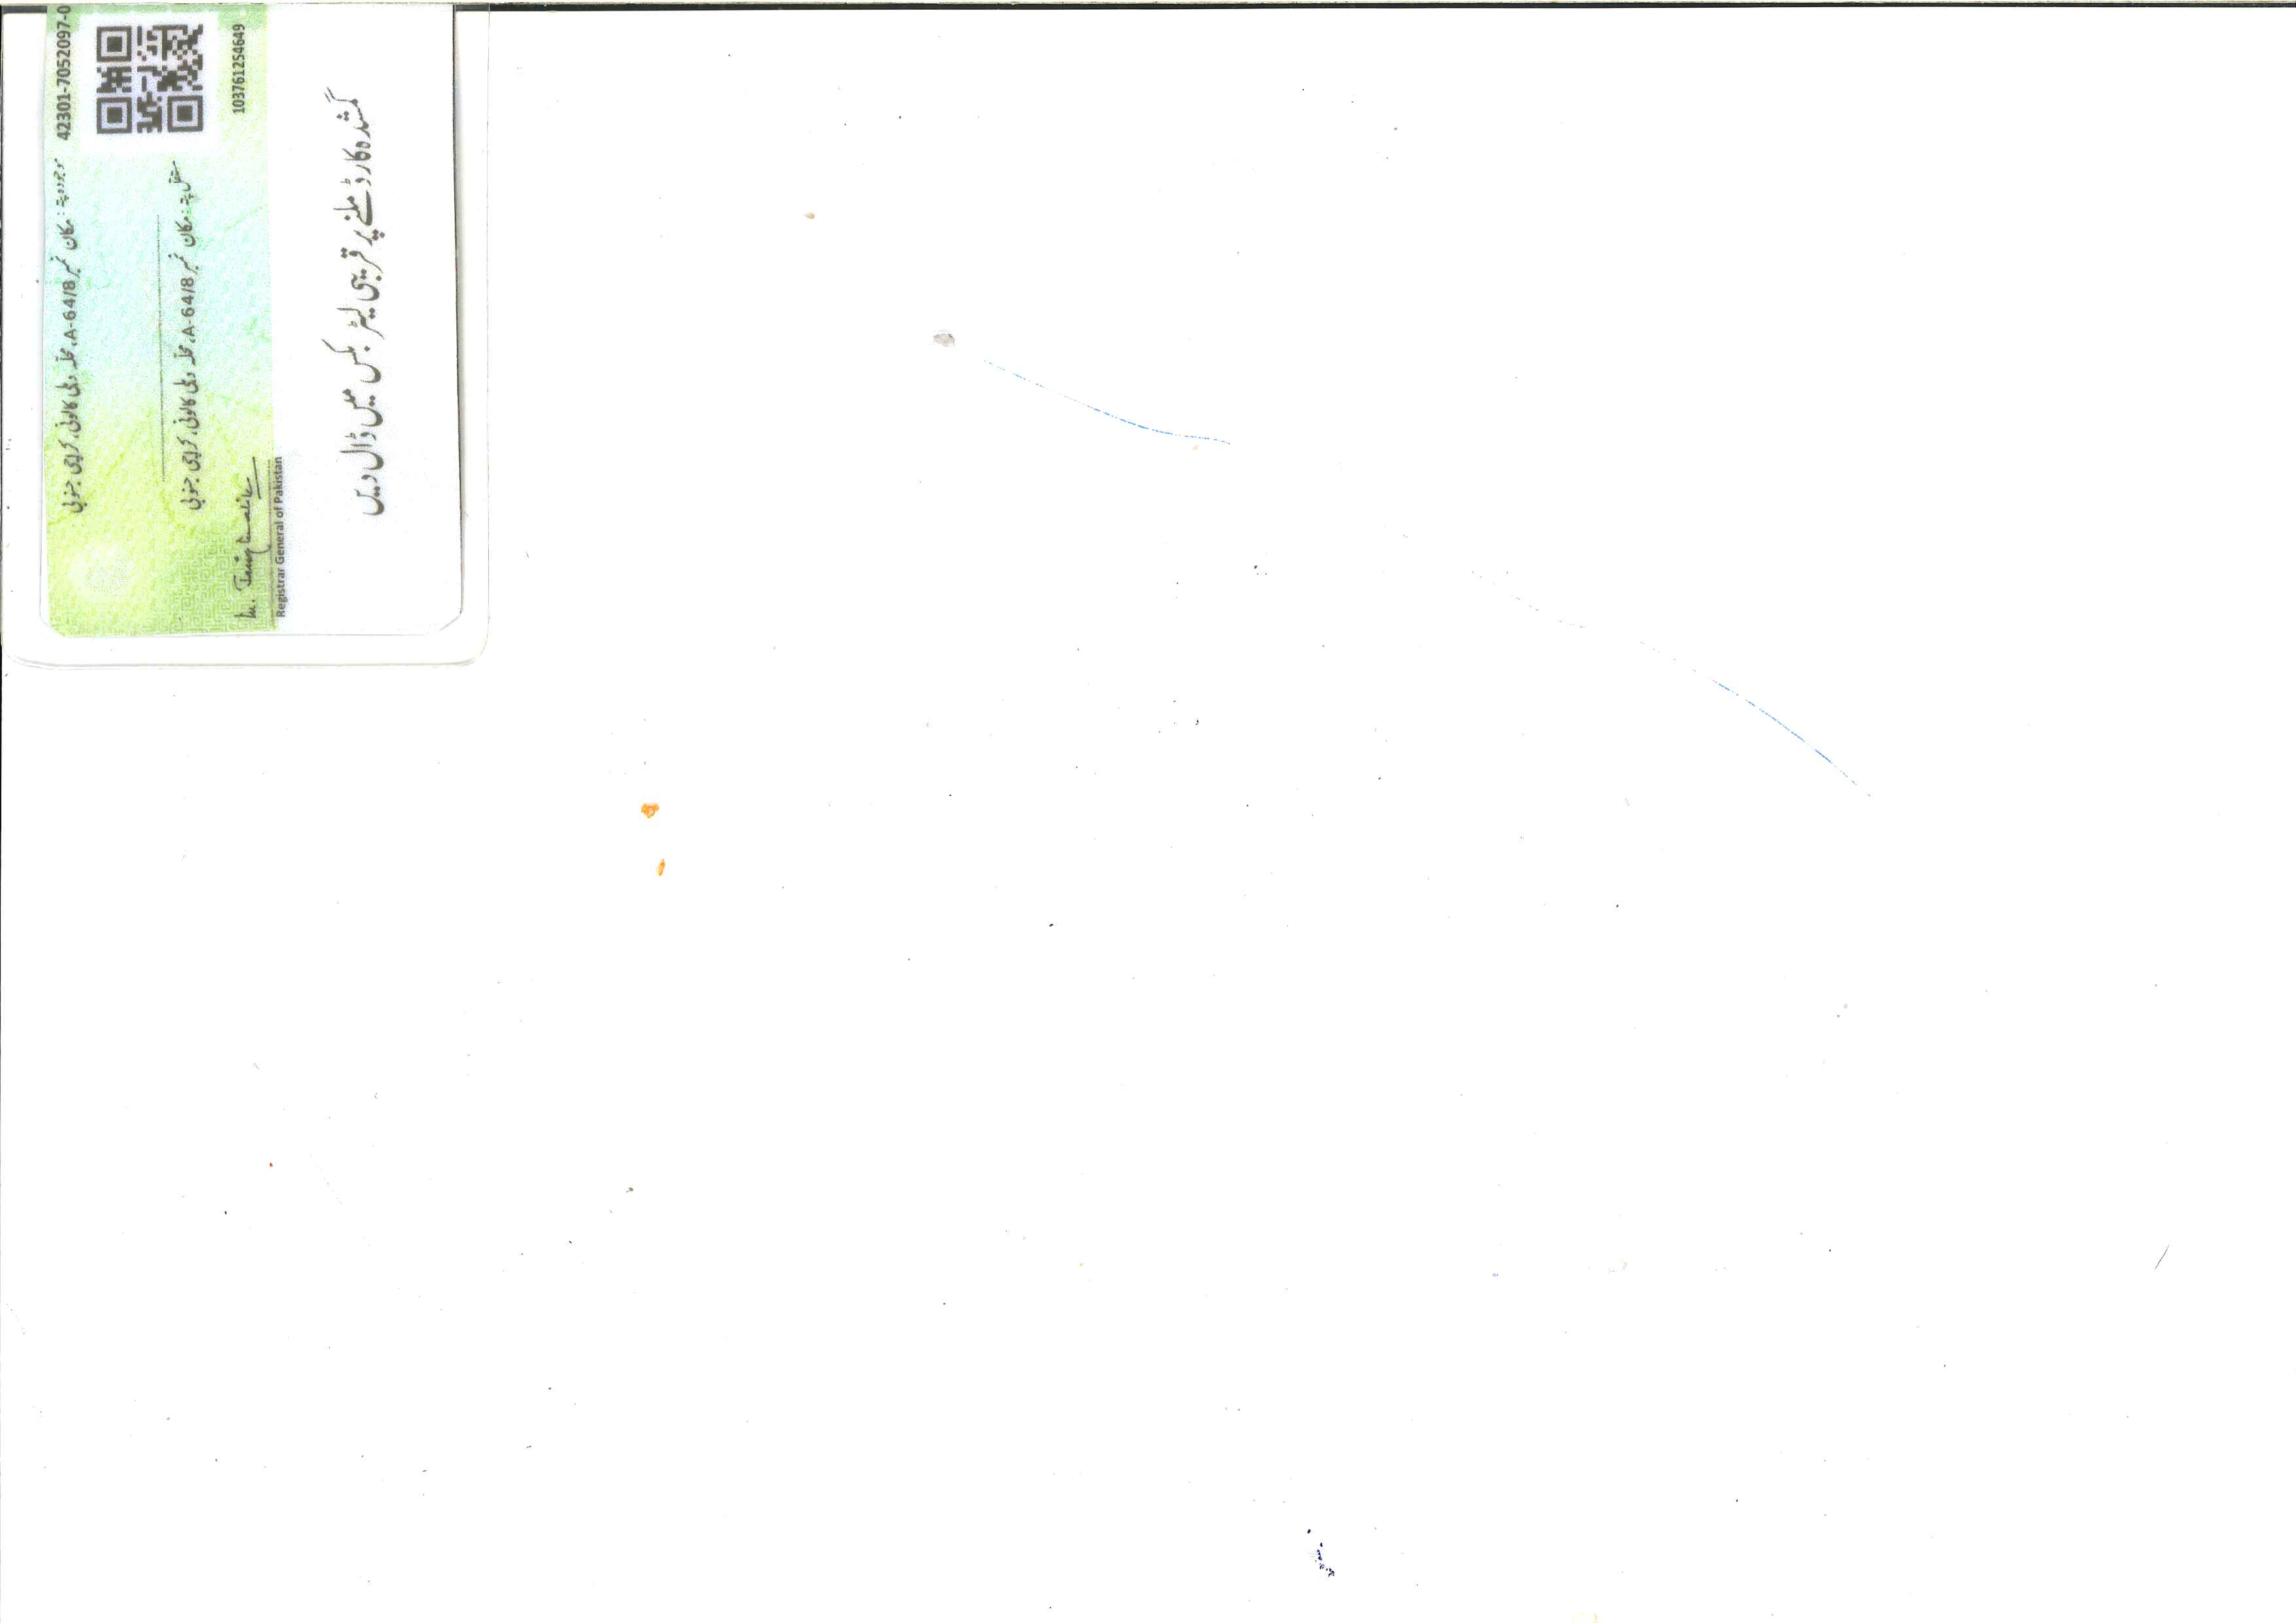 42301-7052097-0
موجودہ پتہ: مکان نمبر A-64/8، محلّہ دہلی کالونی، کراچی جنوبی
مستقل پتہ: مکان نمبر A-64/8، محلّہ دہلی کالونی، کراچی جنوبی
103761254649
Registrar General of Pakistan
گمشدہ کارڈ ملنے پر قریبی لیٹر بکس میں ڈال دیں